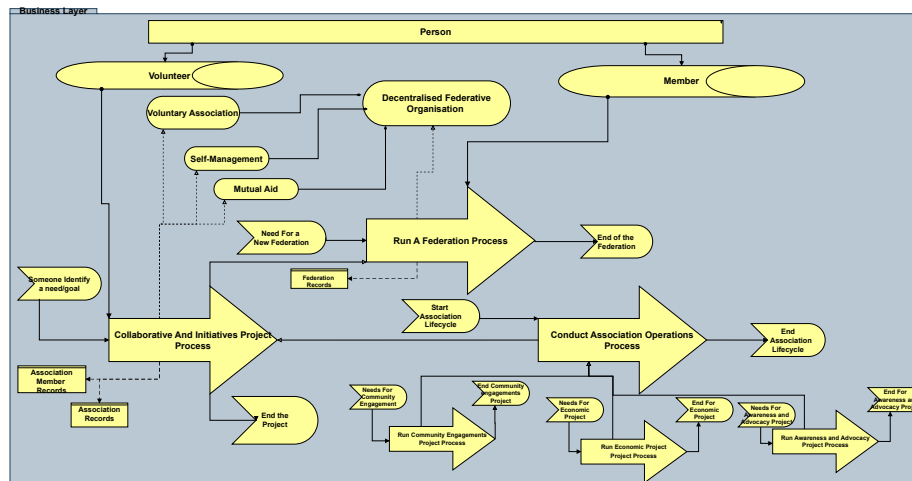 Business Layer
Person
Volunteer
Member
Decentralised Federative
Organisation
Voluntary Association
Self-Management
Mutual Aid
Need For a
New Federation
Run A Federation Process
End of the
Federation
Federation
Records
Someone Identify
a need/goal
Start
Association
Lifecycle
Collaborative And Initiatives Project
Process
Conduct Association Operations
Process
End
Association
Lifecycle
Association
Member
Records
Association
Records
End the
Project
Needs For
Community
Engagement
End Community
Engagements
Project
Run Community Engagements
Project Process
Needs For
Economic
Project
End For
Economic
Project
Run Economic Project
Project Process
Needs For
Awareness and
Advocacy Project
End For
Awareness an
Advocacy Proje
Run Awareness and Advocacy
Project Process